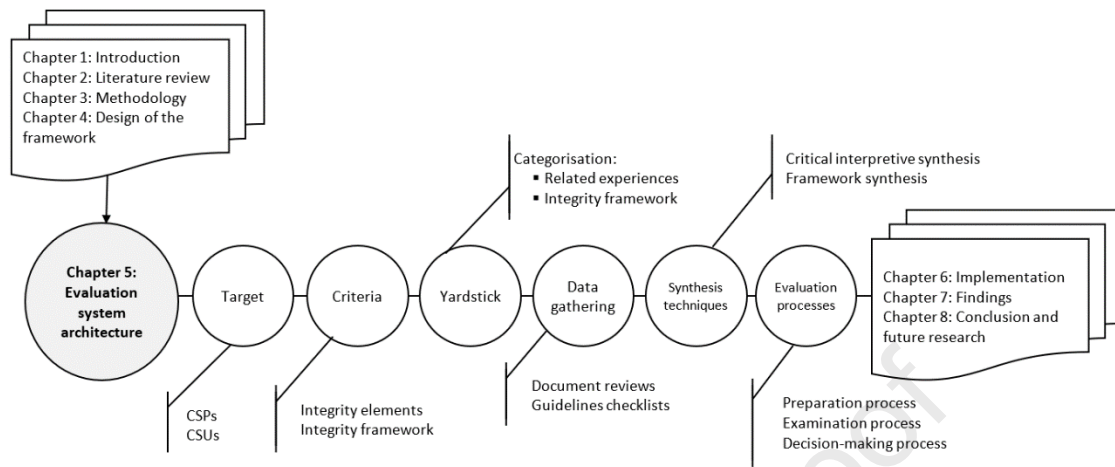 Chapter 1: Introduction
Chapter 2: Literature review
Chapter 3: Methodology
Chapter 4: Design of the
framework
Categorisation:
▪ Related experiences
▪ Integrity framework
Critical interpretive synthesis
Framework synthesis
Chapter 5:
Evaluation
system
architecture
Target
Criteria
Yardstick
Data
gathering
Synthesis
techniques
Evaluation
processes
Chapter 6: Implementation
Chapter 7: Findings
Chapter 8: Conclusion and
future research
CSPs
CSUs
Integrity elements
Integrity framework
Document reviews
Guidelines checklists
Preparation process
Examination process
Decision-making process